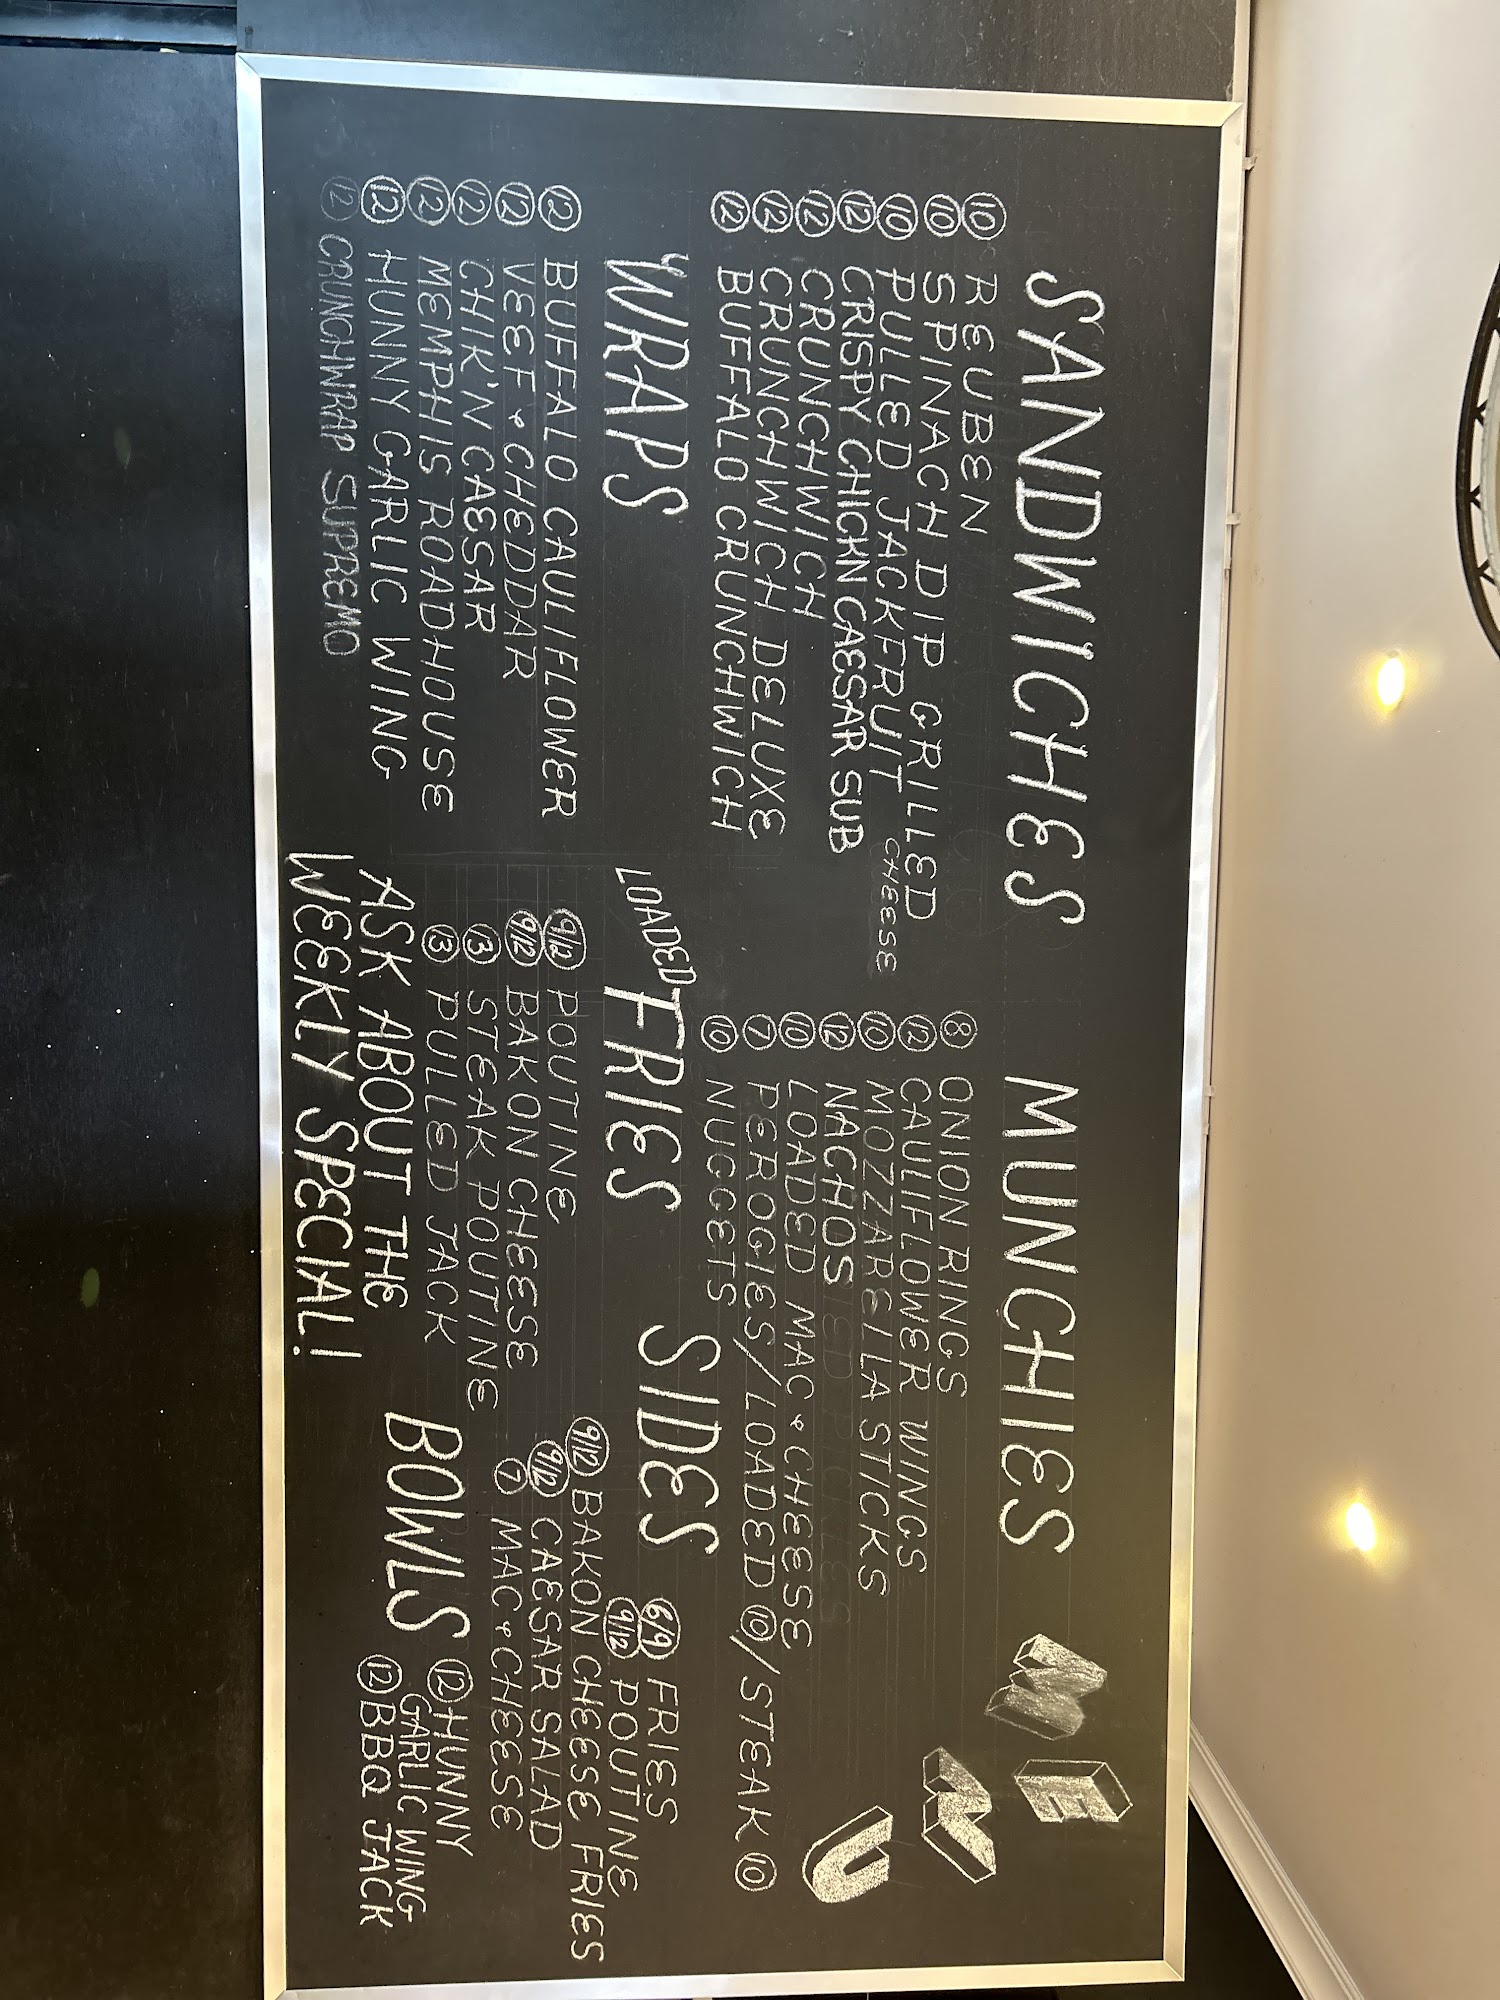 SANDWICHES
10 REUBEN
10 SPINACH DIP GRILLED CHEESE
10 PULLED JACKFRUIT
12 CRISPY CHICKN CAESAR SUB
12 CRUNCHWICH
12 CRUNCHWICH DELUXE
12 BUFFALO CRUNCHWICH
WRAPS
12 BUFFALO CAULIFLOWER
12 VEEF & CHEDDAR
12 CHIK'N CAESAR
12 MEMPHIS ROADHOUSE
12 HUNNY GARLIC WING
12 CRUNCHWRAP SUPREMO
MUNCHIES
8 ONION RINGS
12 CAULIFLOWER WINGS
10 MOZZARELLA STICKS
12 NACHOS
10 LOADED MAC & CHEESE
7 PEROGIES/LOADED 10/STEAK 10
10 NUGGETS
MENU
LOADED FRIES
9/12 POUTINE
9/12 BAKON CHEESE
13 STEAK POUTINE
13 PULLED JACK
ASK ABOUT THE
WEEKLY SPECIAL!
SIDES
6/9 FRIES
9/12 POUTINE
9/12 BAKON CHEESE FRIES
9/12 CAESAR SALAD
7 MAC & CHEESE
BOWLS
12 HUNNY
GARLIC WING
12 BBQ JACK